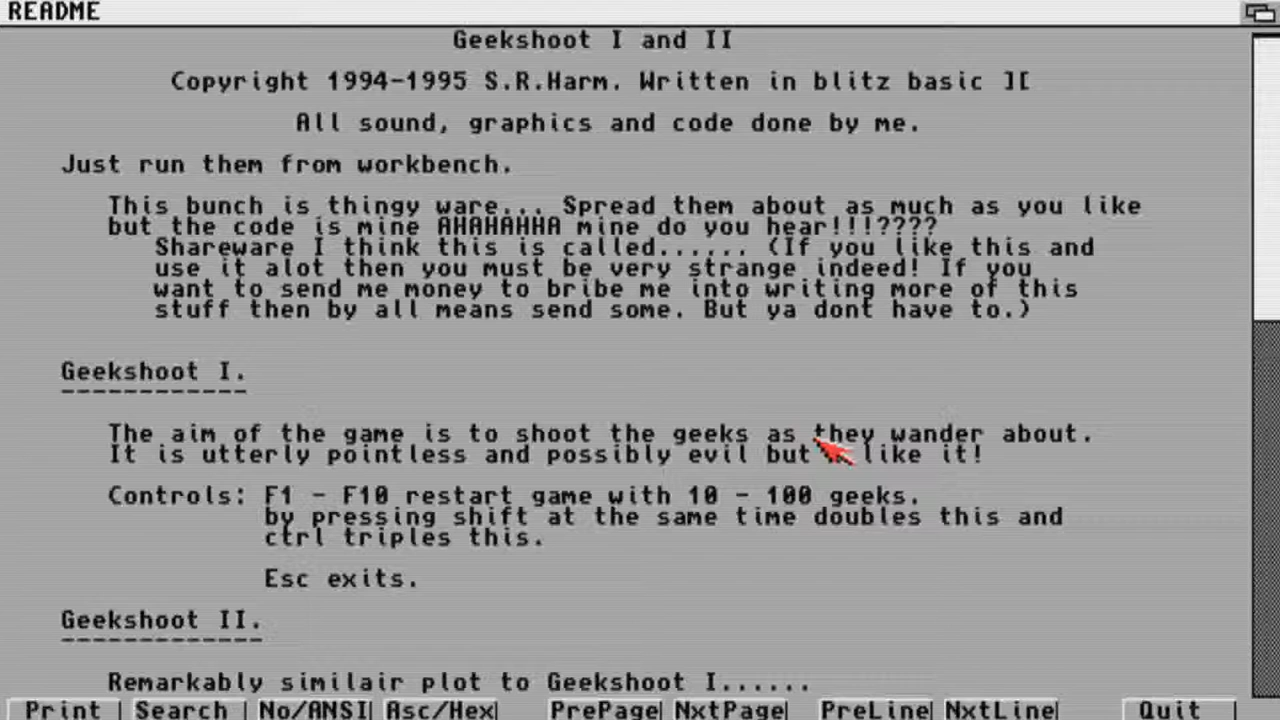 README
Geekshoot I and II
Copyright 1994-1995 S.R.Harm. Written in blitz basic ][
All sound, graphics and code done by me.
Just run them from workbench.
This bunch is thingy ware... Spread them about as much as you like
but the code is mine AHAHAHHA mine do you hear!!!????
Shareware I think this is called...... (If you like this and
use it alot then you must be very strange indeed! If you
want to send me money to bribe me into writing more of this
stuff then by all means send some. But ya dont have to.)
Geekshoot I.
------------
The aim of the game is to shoot the geeks as they wander about.
It is utterly pointless and possibly evil but like it!
Controls: F1 - F10 restart game with 10 - 100 geeks.
by pressing shift at the same time doubles this and
ctrl triples this.
Esc exits.
Geekshoot II.
-------------
Remarkably similair plot to Geekshoot I......
Print Search No/ANSI Asc/Hex PrePage NxtPage PreLine NxtLine Quit